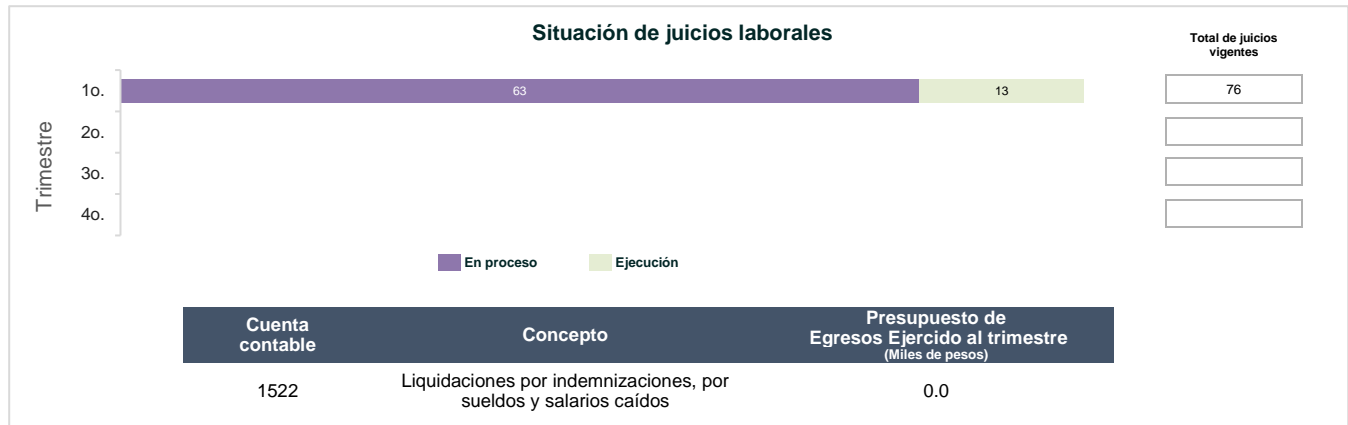 Situación de juicios laborales
Total de juicios
vigentes
Trimestre
1o.
63
13
76
2o.
3o.
4o.
En proceso
Ejecución
Cuenta
contable
Concepto
Presupuesto de
Egresos Ejercido al trimestre
(Miles de pesos)
1522
Liquidaciones por indemnizaciones, por
sueldos y salarios caídos
0.0